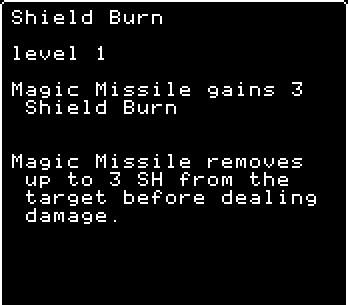 Shield Burn
level 1
Magic Missile gains 3
Shield Burn
Magic Missile removes
up to 3 SH from the
target before dealing
damage.